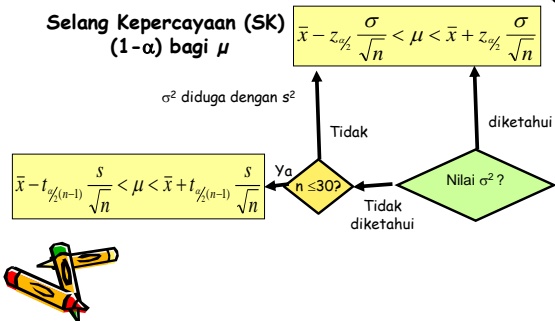 Selang Kepercayaan (SK)
(1-α) bagi μ
x̄ − z_{α/2} σ/√n < μ < x̄ + z_{α/2} σ/√n
σ² diduga dengan s²
Tidak
diketahui
x̄ − t_{α/2(n−1)} s/√n < μ < x̄ + t_{α/2(n−1)} s/√n
Ya
n ≤30?
Nilai σ² ?
Tidak
diketahui